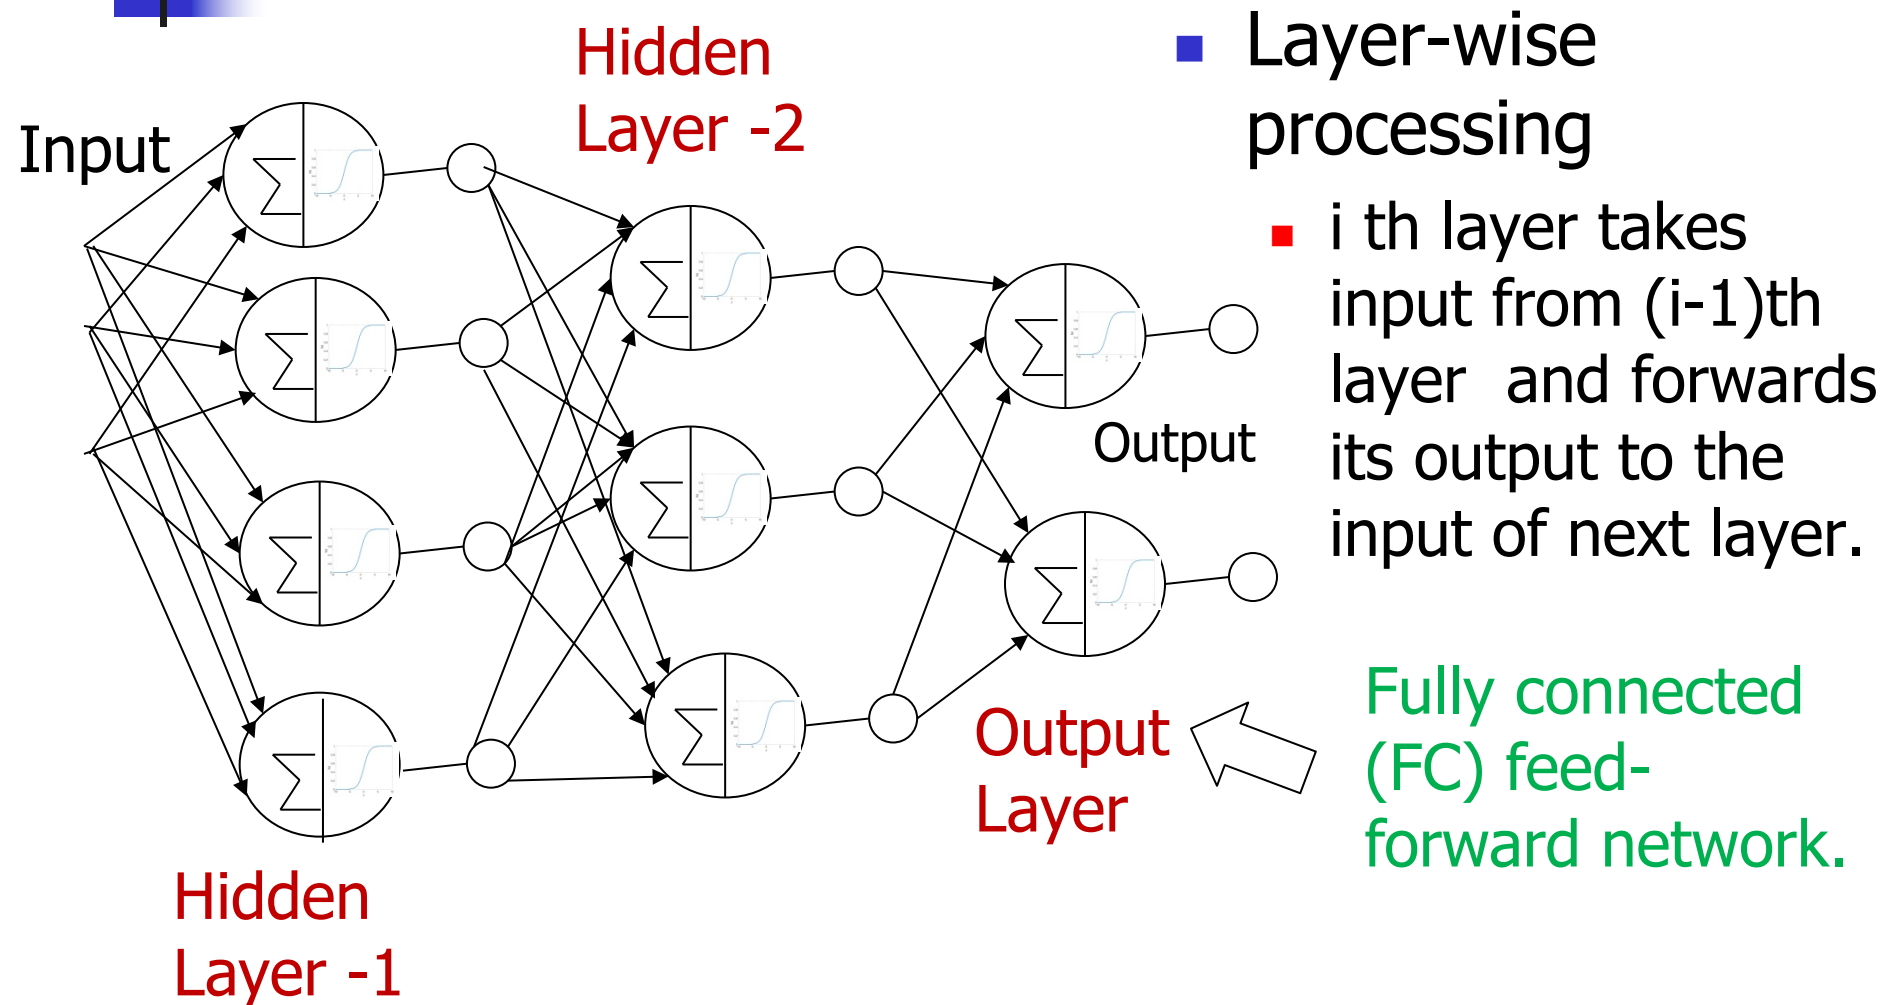 Input
Hidden
Layer -2
∑
∑
∑
∑
∑
∑
∑
∑
∑
Output
Hidden
Layer -1
Output
Layer
Layer-wise
processing
i th layer takes
input from (i-1)th
layer and forwards
its output to the
input of next layer.
Fully connected
(FC) feed-
forward network.